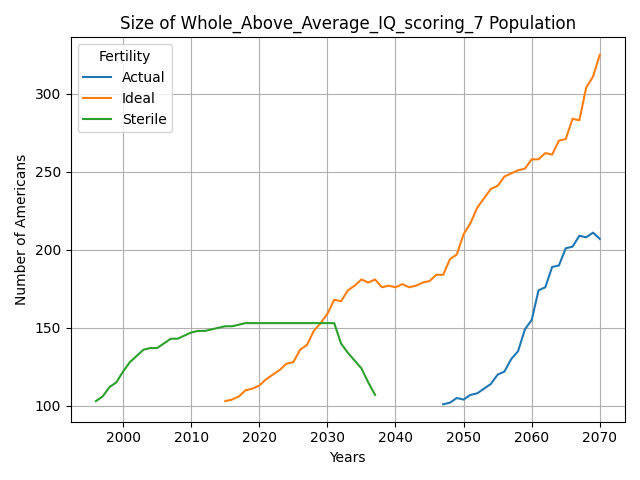 Size of Whole_Above_Average_IQ_scoring_7 Population
Fertility
Actual
Ideal
Sterile
Number of Americans
300
250
200
150
100
2000 2010 2020 2030 2040 2050 2060 2070
Years